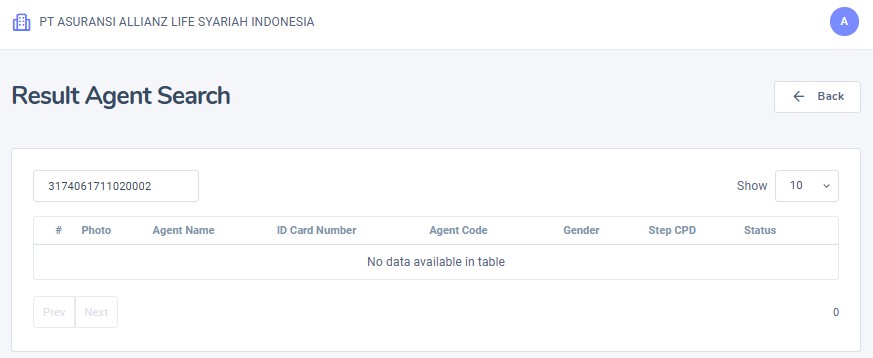 PT ASURANSI ALLIANZ LIFE SYARIAH INDONESIA
A
Result Agent Search
Back
3174061711020002
Show 10
# Photo Agent Name ID Card Number Agent Code Gender Step CPD Status
No data available in table
Prev Next
0